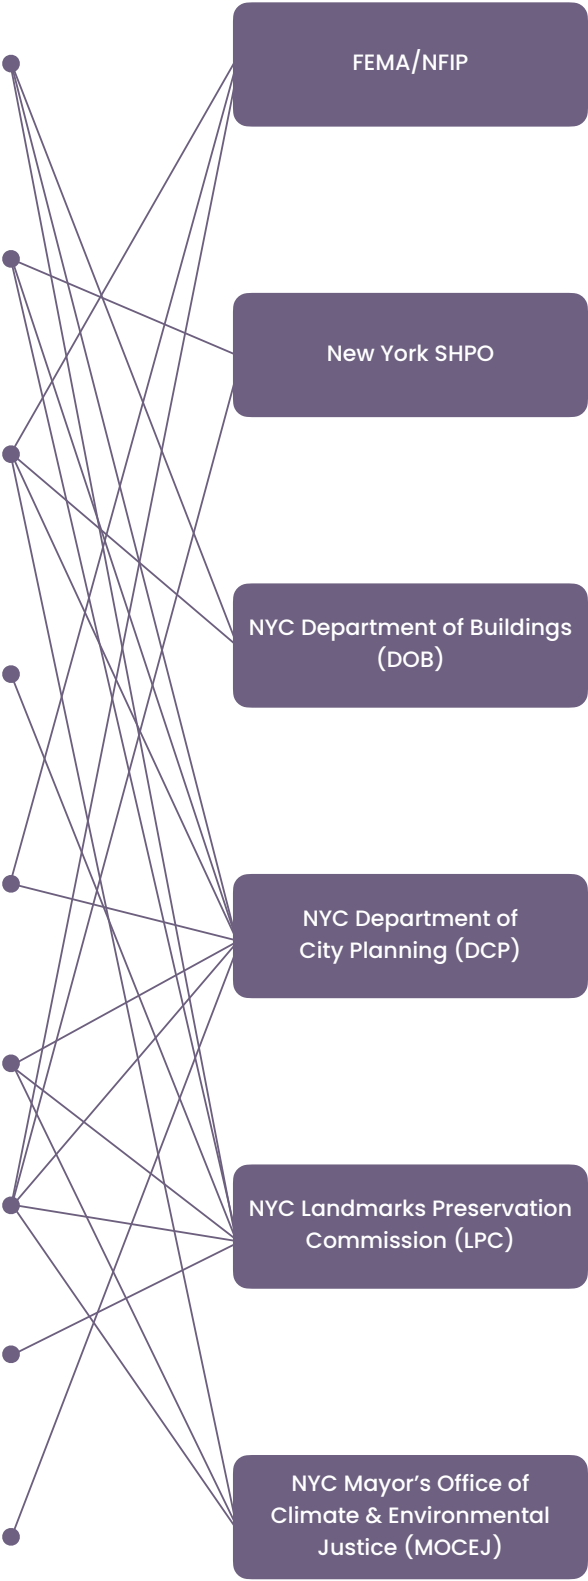 FEMA/NFIP
New York SHPO
NYC Department of Buildings
(DOB)
NYC Department of
City Planning (DCP)
NYC Landmarks Preservation
Commission (LPC)
NYC Mayor’s Office of
Climate & Environmental
Justice (MOCEJ)